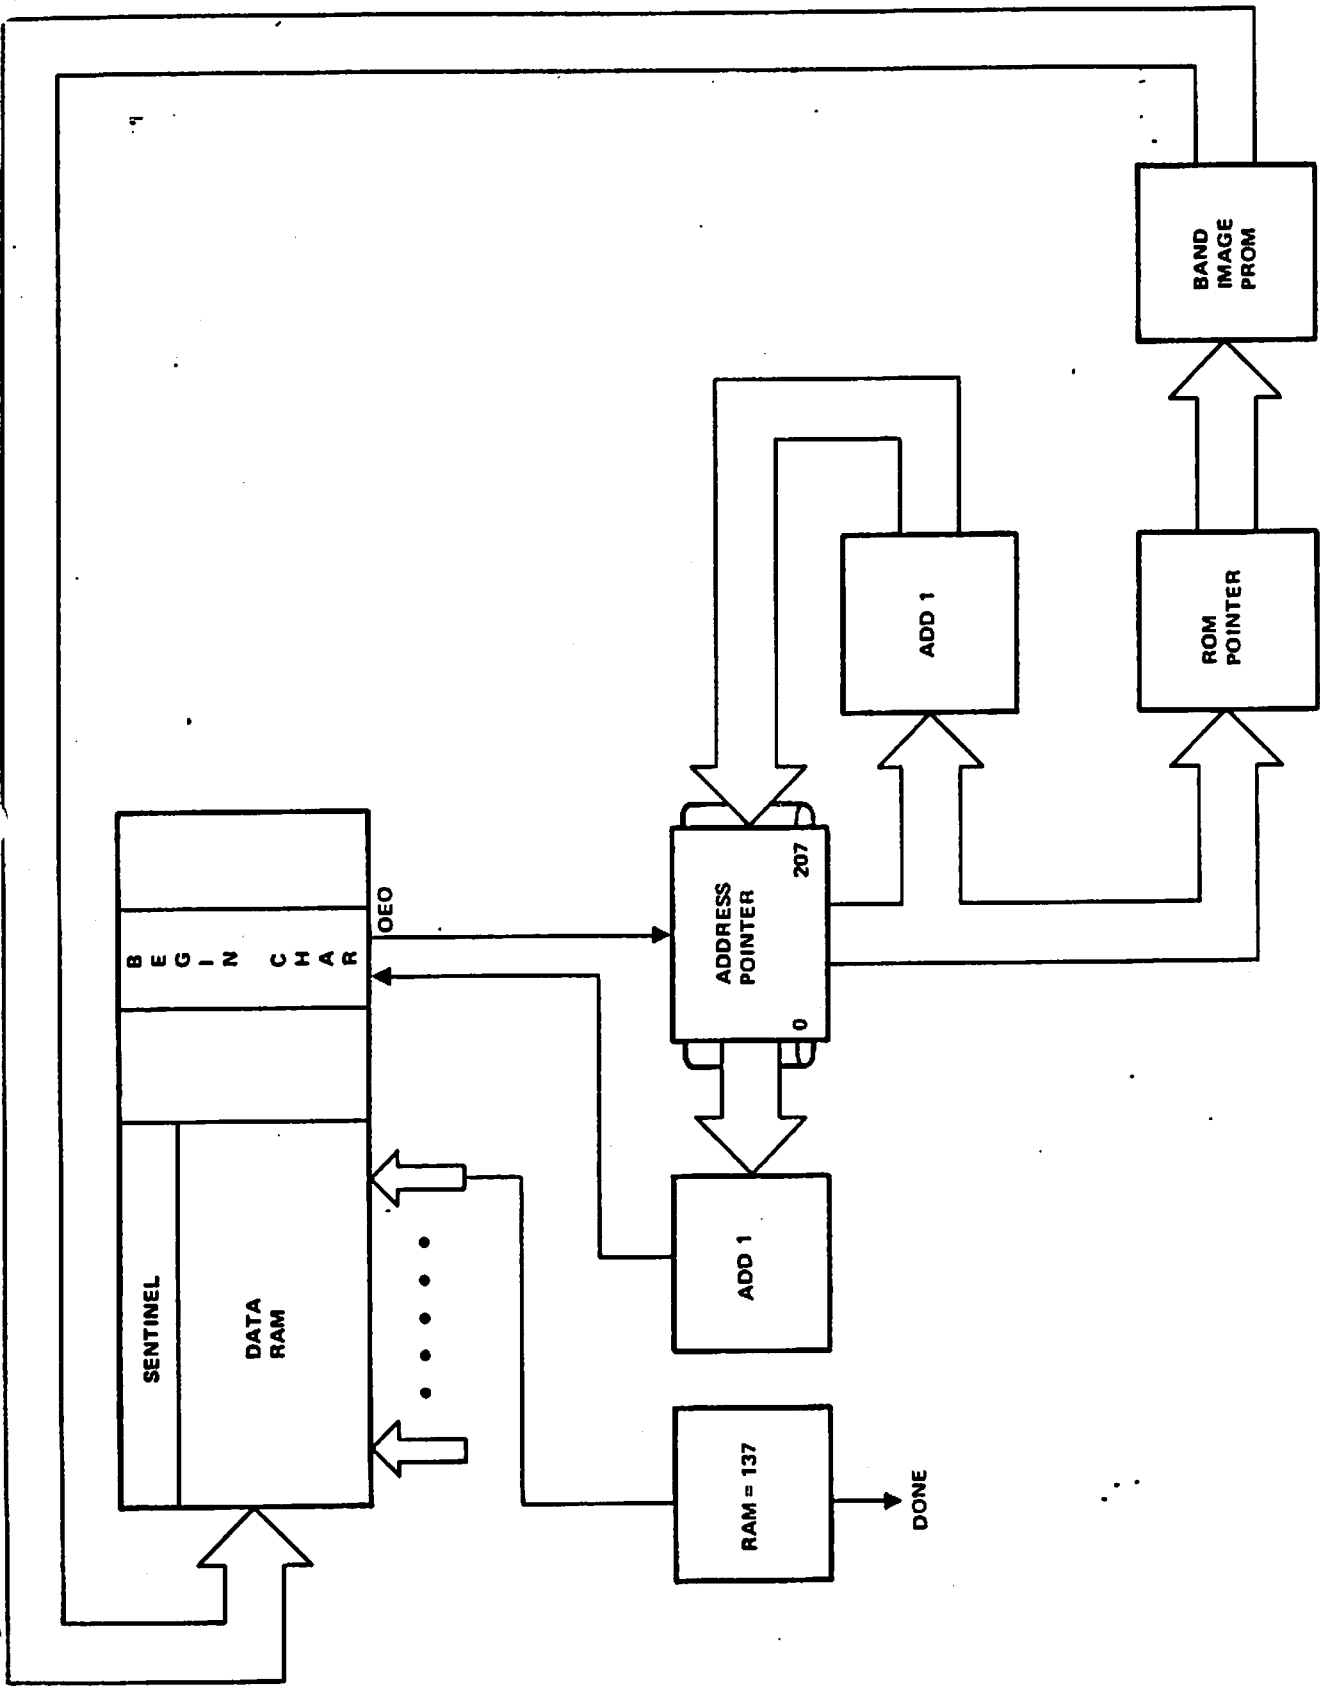 SENTINEL
DATA
RAM
BEGIN CHAR
OEO
RAM = 137
DONE
ADD 1
ADDRESS
POINTER
0
207
ADD 1
ROM
POINTER
BAND
IMAGE
PROM